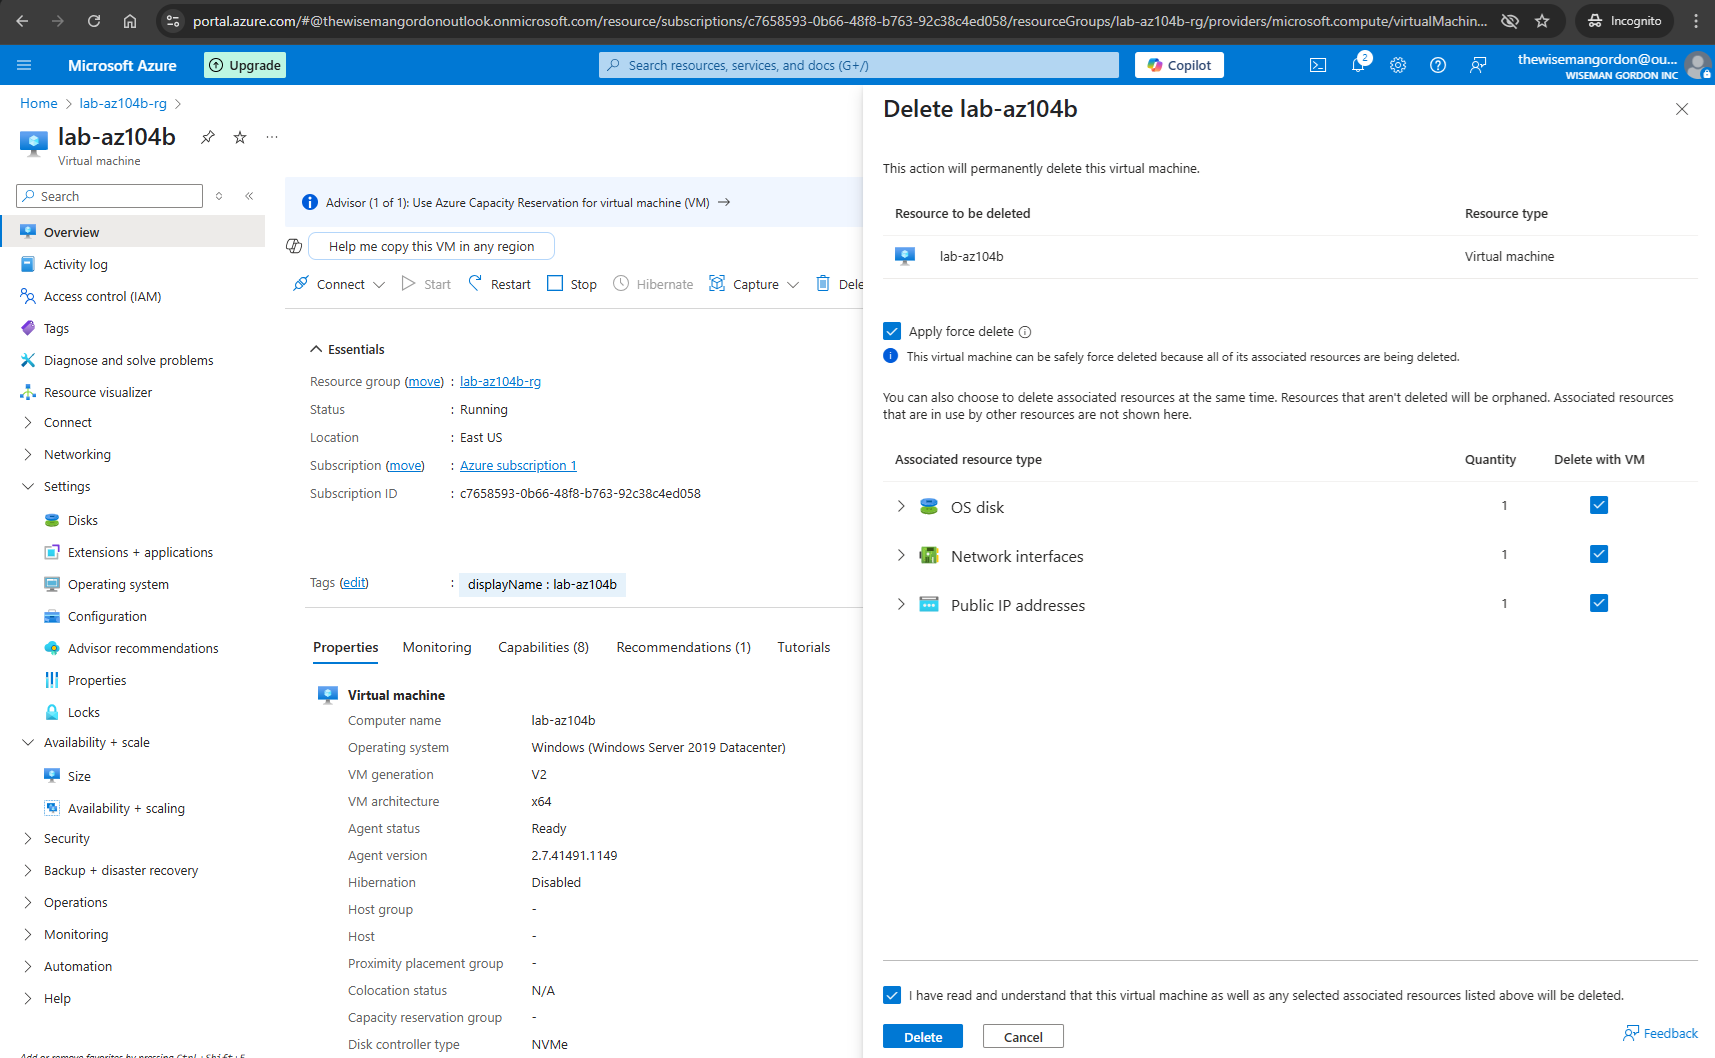 portal.azure.com/#@thewisemangordonoutlook.onmicrosoft.com/resource/subscriptions/c7658593-0b66-48f8-b763-92c38c4ed058/resourceGroups/lab-az104b-rg/providers/microsoft.compute/virtualMachin...
Incognito
Microsoft Azure
Upgrade
Search resources, services, and docs (G+/)
Copilot
2
thewisemangordon@ou...
WISEMAN GORDON INC
Home > lab-az104b-rg >
lab-az104b
Virtual machine
Search
Overview
Activity log
Access control (IAM)
Tags
Diagnose and solve problems
Resource visualizer
Connect
Networking
Settings
Disks
Extensions + applications
Operating system
Configuration
Advisor recommendations
Properties
Locks
Availability + scale
Size
Availability + scaling
Security
Backup + disaster recovery
Operations
Monitoring
Automation
Help
Add or remove favorites by pressing Ctrl+Shift+F
Advisor (1 of 1): Use Azure Capacity Reservation for virtual machine (VM) →
Help me copy this VM in any region
Connect Start Restart Stop Hibernate Capture Dele
Essentials
Resource group (move) : lab-az104b-rg
Status : Running
Location : East US
Subscription (move) : Azure subscription 1
Subscription ID : c7658593-0b66-48f8-b763-92c38c4ed058
Tags (edit) : displayName : lab-az104b
Properties Monitoring Capabilities (8) Recommendations (1) Tutorials
Virtual machine
Computer name lab-az104b
Operating system Windows (Windows Server 2019 Datacenter)
VM generation V2
VM architecture x64
Agent status Ready
Agent version 2.7.41491.1149
Hibernation Disabled
Host group -
Host -
Proximity placement group -
Colocation status N/A
Capacity reservation group -
Disk controller type NVMe
Delete lab-az104b
This action will permanently delete this virtual machine.
Resource to be deleted Resource type
lab-az104b Virtual machine
Apply force delete
This virtual machine can be safely force deleted because all of its associated resources are being deleted.
You can also choose to delete associated resources at the same time. Resources that aren't deleted will be orphaned. Associated resources
that are in use by other resources are not shown here.
Associated resource type Quantity Delete with VM
OS disk 1
Network interfaces 1
Public IP addresses 1
I have read and understand that this virtual machine as well as any selected associated resources listed above will be deleted.
Delete Cancel
Feedback